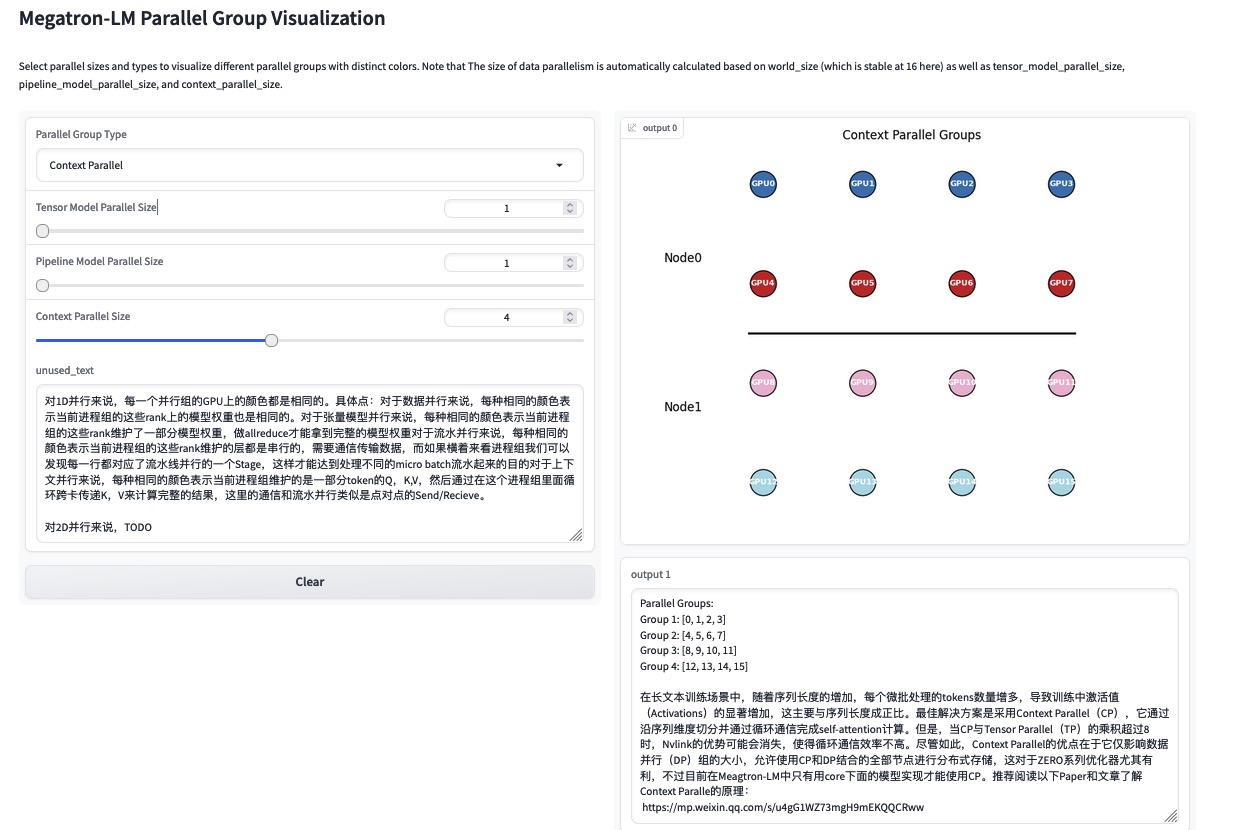 Megatron-LM Parallel Group Visualization
Select parallel sizes and types to visualize different parallel groups with distinct colors. Note that The size of data parallelism is automatically calculated based on world_size (which is stable at 16 here) as well as tensor_model_parallel_size,
pipeline_model_parallel_size, and context_parallel_size.
Parallel Group Type
Context Parallel
Tensor Model Parallel Size
1
Pipeline Model Parallel Size
1
Context Parallel Size
4
unused_text
对1D并行来说，每一个并行组的GPU上的颜色都是相同的。具体点：对于数据并行来说，每种相同的颜色表
示当前进程组的这些rank上的模型权重也是相同的。对于张量模型并行来说，每种相同的颜色表示当前进程
组的这些rank维护了一部分模型权重，做allreduce才能拿到完整的模型权重对于流水并行来说，每种相同的
颜色表示当前进程组的这些rank维护的层都是串行的，需要通信传输数据，而如果横着来看进程组我们可以
发现每一行都对应了流水线并行的一个Stage，这样才能达到处理不同的micro batch流水起来的目的对于上下
文并行来说，每种相同的颜色表示当前进程组维护的是一部分token的Q，K,V，然后通过在这个进程组里面循
环跨卡传递K，V来计算完整的结果，这里的通信和流水并行类似是点对点的Send/Recieve。
对2D并行来说，TODO
Clear
output 0
Context Parallel Groups
GPU0 GPU1 GPU2 GPU3
Node0
GPU4 GPU5 GPU6 GPU7
GPU8 GPU9 GPU10 GPU11
Node1
GPU12 GPU13 GPU14 GPU15
output 1
Parallel Groups:
Group 1: [0, 1, 2, 3]
Group 2: [4, 5, 6, 7]
Group 3: [8, 9, 10, 11]
Group 4: [12, 13, 14, 15]
在长文本训练场景中，随着序列长度的增加，每个微批处理的tokens数量增多，导致训练中激活值
（Activations）的显著增加，这主要与序列长度成正比。最佳解决方案是采用Context Parallel（CP），它通过
沿序列维度切分并通过循环通信完成self-attention计算。但是，当CP与Tensor Parallel（TP）的乘积超过8
时，Nvlink的优势可能会消失，使得循环通信效率不高。尽管如此，Context Parallel的优点在于它仅影响数据
并行（DP）组的大小，允许使用CP和DP结合的全部节点进行分布式存储，这对于ZERO系列优化器尤其有
利，不过目前在Meagtron-LM中只有用core下面的模型实现才能使用CP。推荐阅读以下Paper和文章了解
Context Paralle的原理：
https://mp.weixin.qq.com/s/u4gG1WZ73mgH9mEKQQCRww